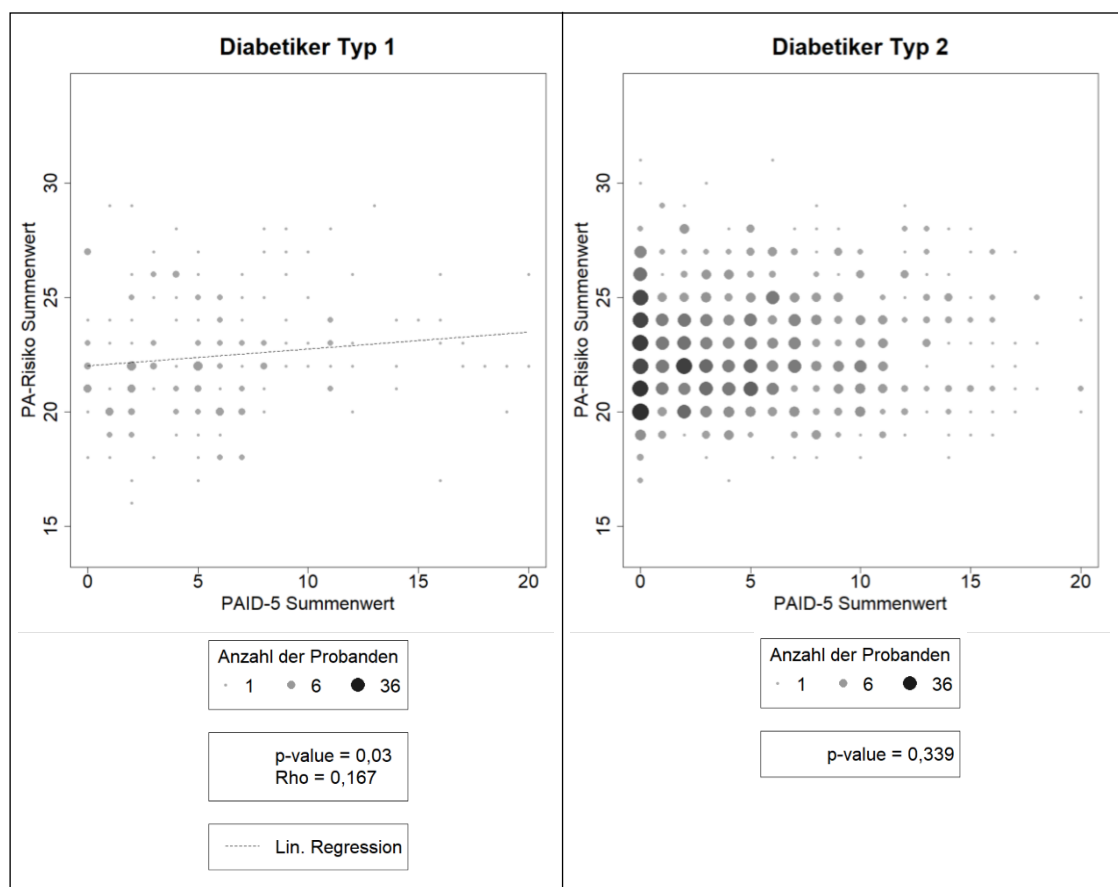 Diabetiker Typ 1
PA-Risiko Summenwert
30
25
20
15
0 5 10 15 20
PAID-5 Summenwert
Anzahl der Probanden
1 6 36
p-value = 0,03
Rho = 0,167
Lin. Regression
Diabetiker Typ 2
PA-Risiko Summenwert
30
25
20
15
0 5 10 15 20
PAID-5 Summenwert
Anzahl der Probanden
1 6 36
p-value = 0,339